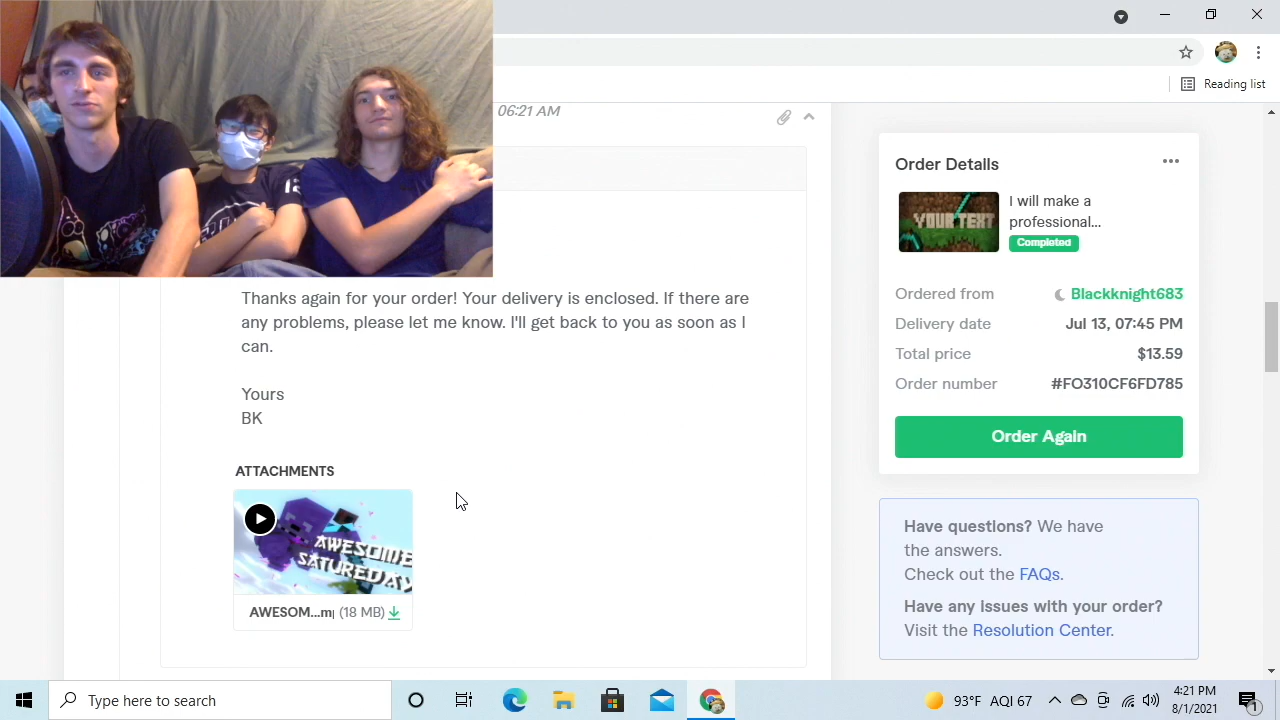 Reading list
06:21 AM
Thanks again for your order! Your delivery is enclosed. If there are
any problems, please let me know. I'll get back to you as soon as I
can.
Yours
BK
ATTACHMENTS
AWESOME
SATUREDAY
AWESOM...m (18 MB)
Order Details
YOUR TEXT
I will make a
professional...
Completed
Ordered from Blackknight683
Delivery date Jul 13, 07:45 PM
Total price $13.59
Order number #FO310CF6FD785
Order Again
Have questions? We have
the answers.
Check out the FAQs.
Have any issues with your order?
Visit the Resolution Center.
Type here to search
93°F AQI 67
4:21 PM
8/1/2021
1